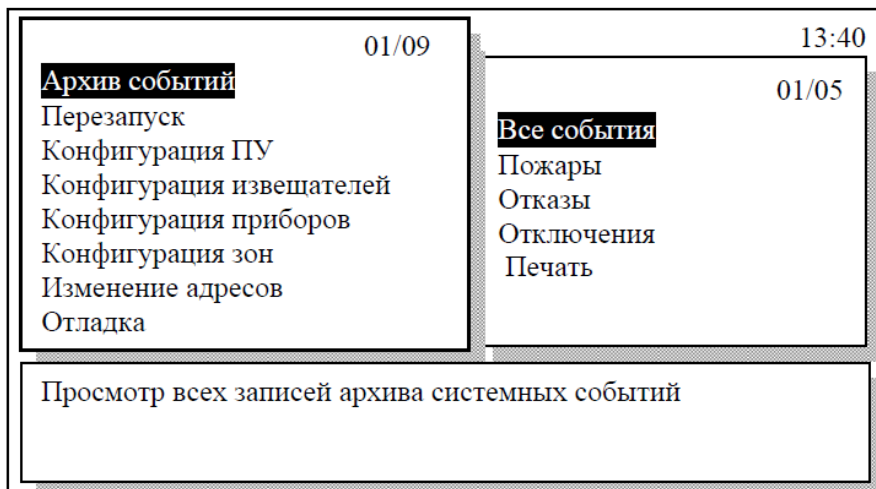 01/09
Архив событий
Перезапуск
Конфигурация ПУ
Конфигурация извещателей
Конфигурация приборов
Конфигурация зон
Изменение адресов
Отладка
13:40
01/05
Все события
Пожары
Отказы
Отключения
Печать
Просмотр всех записей архива системных событий